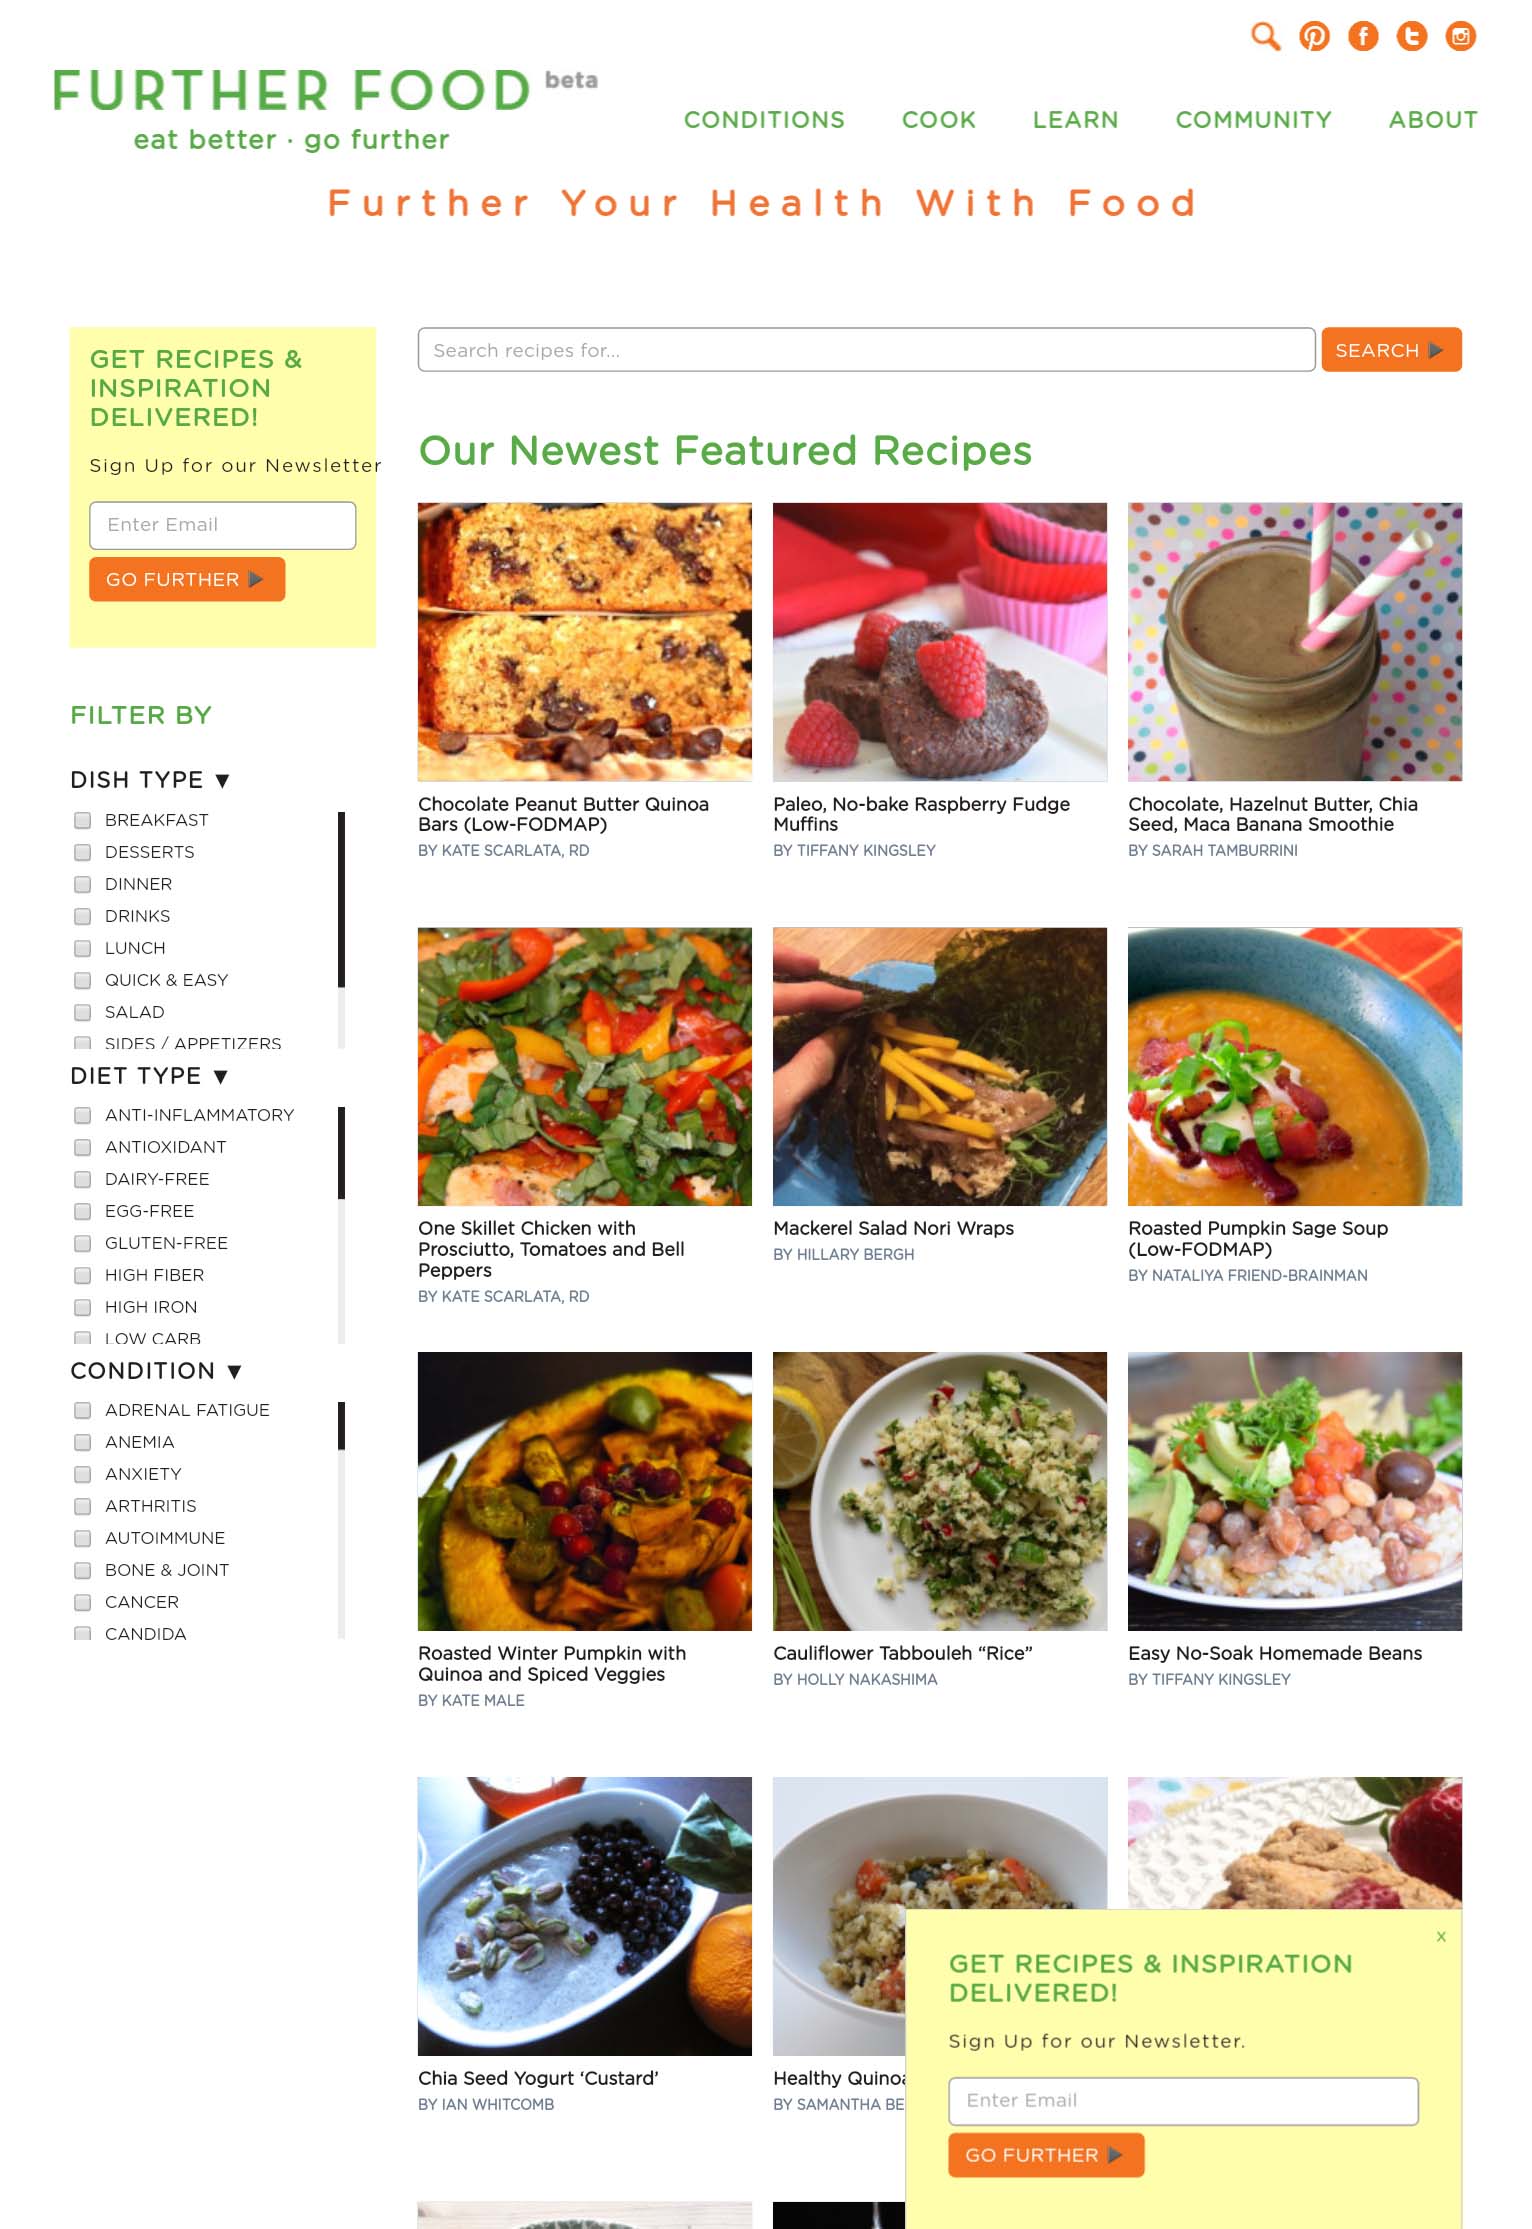 FURTHER FOOD beta
eat better · go further
CONDITIONS COOK LEARN COMMUNITY ABOUT
Further Your Health With Food
GET RECIPES &
INSPIRATION
DELIVERED!
Sign Up for our Newsletter
Enter Email
GO FURTHER
FILTER BY
DISH TYPE ▼
BREAKFAST
DESSERTS
DINNER
DRINKS
LUNCH
QUICK & EASY
SALAD
SIDES / APPETIZERS
DIET TYPE ▼
ANTI-INFLAMMATORY
ANTIOXIDANT
DAIRY-FREE
EGG-FREE
GLUTEN-FREE
HIGH FIBER
HIGH IRON
LOW CARB
CONDITION ▼
ADRENAL FATIGUE
ANEMIA
ANXIETY
ARTHRITIS
AUTOIMMUNE
BONE & JOINT
CANCER
CANDIDA
Search recipes for...
SEARCH
Our Newest Featured Recipes
Chocolate Peanut Butter Quinoa
Bars (Low-FODMAP)
BY KATE SCARLATA, RD
Paleo, No-bake Raspberry Fudge
Muffins
BY TIFFANY KINGSLEY
Chocolate, Hazelnut Butter, Chia
Seed, Maca Banana Smoothie
BY SARAH TAMBURRINI
One Skillet Chicken with
Prosciutto, Tomatoes and Bell
Peppers
BY KATE SCARLATA, RD
Mackerel Salad Nori Wraps
BY HILLARY BERGH
Roasted Pumpkin Sage Soup
(Low-FODMAP)
BY NATALIYA FRIEND-BRAINMAN
Roasted Winter Pumpkin with
Quinoa and Spiced Veggies
BY KATE MALE
Cauliflower Tabbouleh “Rice”
BY HOLLY NAKASHIMA
Easy No-Soak Homemade Beans
BY TIFFANY KINGSLEY
Chia Seed Yogurt ‘Custard’
BY IAN WHITCOMB
Healthy Quinoa
BY SAMANTHA BE
x
GET RECIPES & INSPIRATION
DELIVERED!
Sign Up for our Newsletter.
Enter Email
GO FURTHER